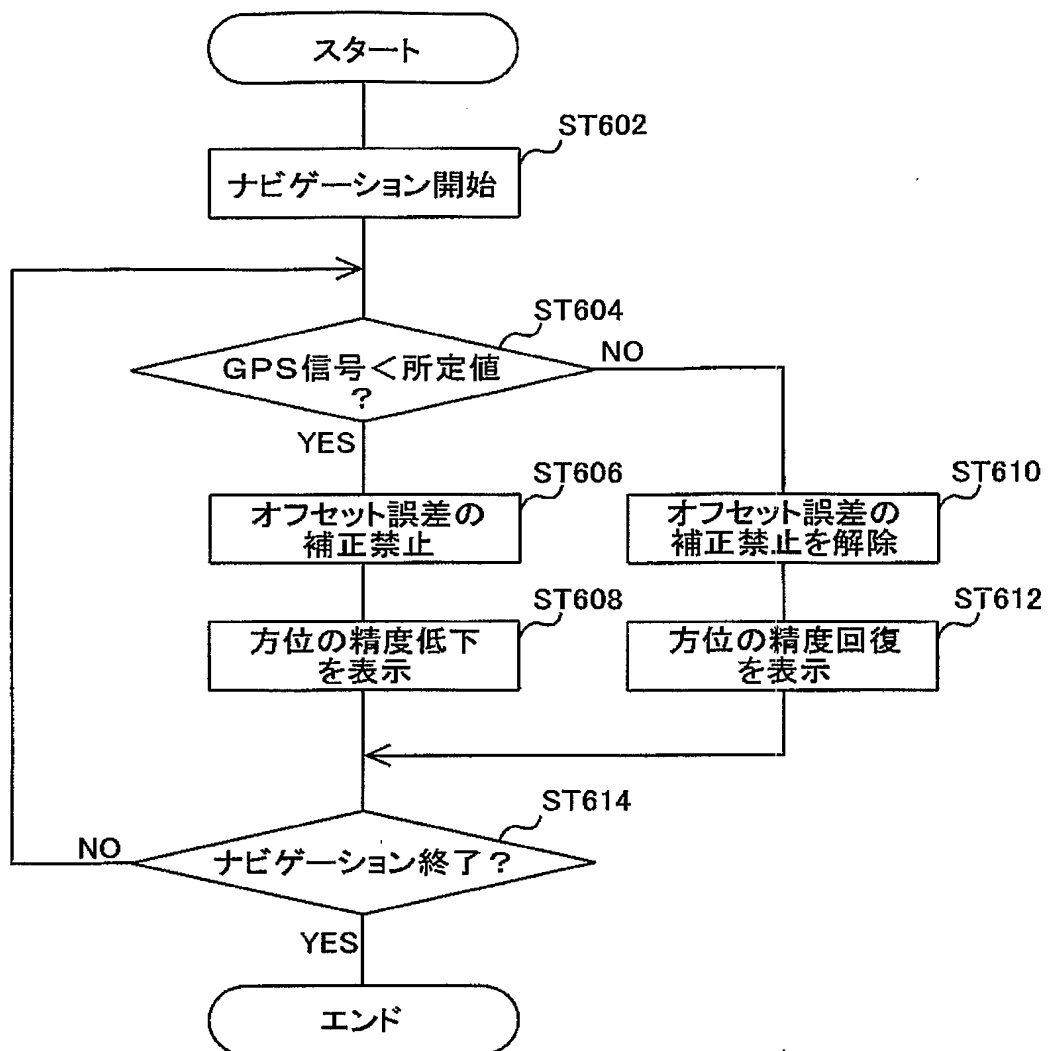 スタート
ST602
ナビゲーション開始
ST604
GPS信号＜所定値
？
NO
YES
ST606
オフセット誤差の
補正禁止
ST610
オフセット誤差の
補正禁止を解除
ST608
方位の精度低下
を表示
ST612
方位の精度回復
を表示
ST614
ナビゲーション終了？
NO
YES
エンド